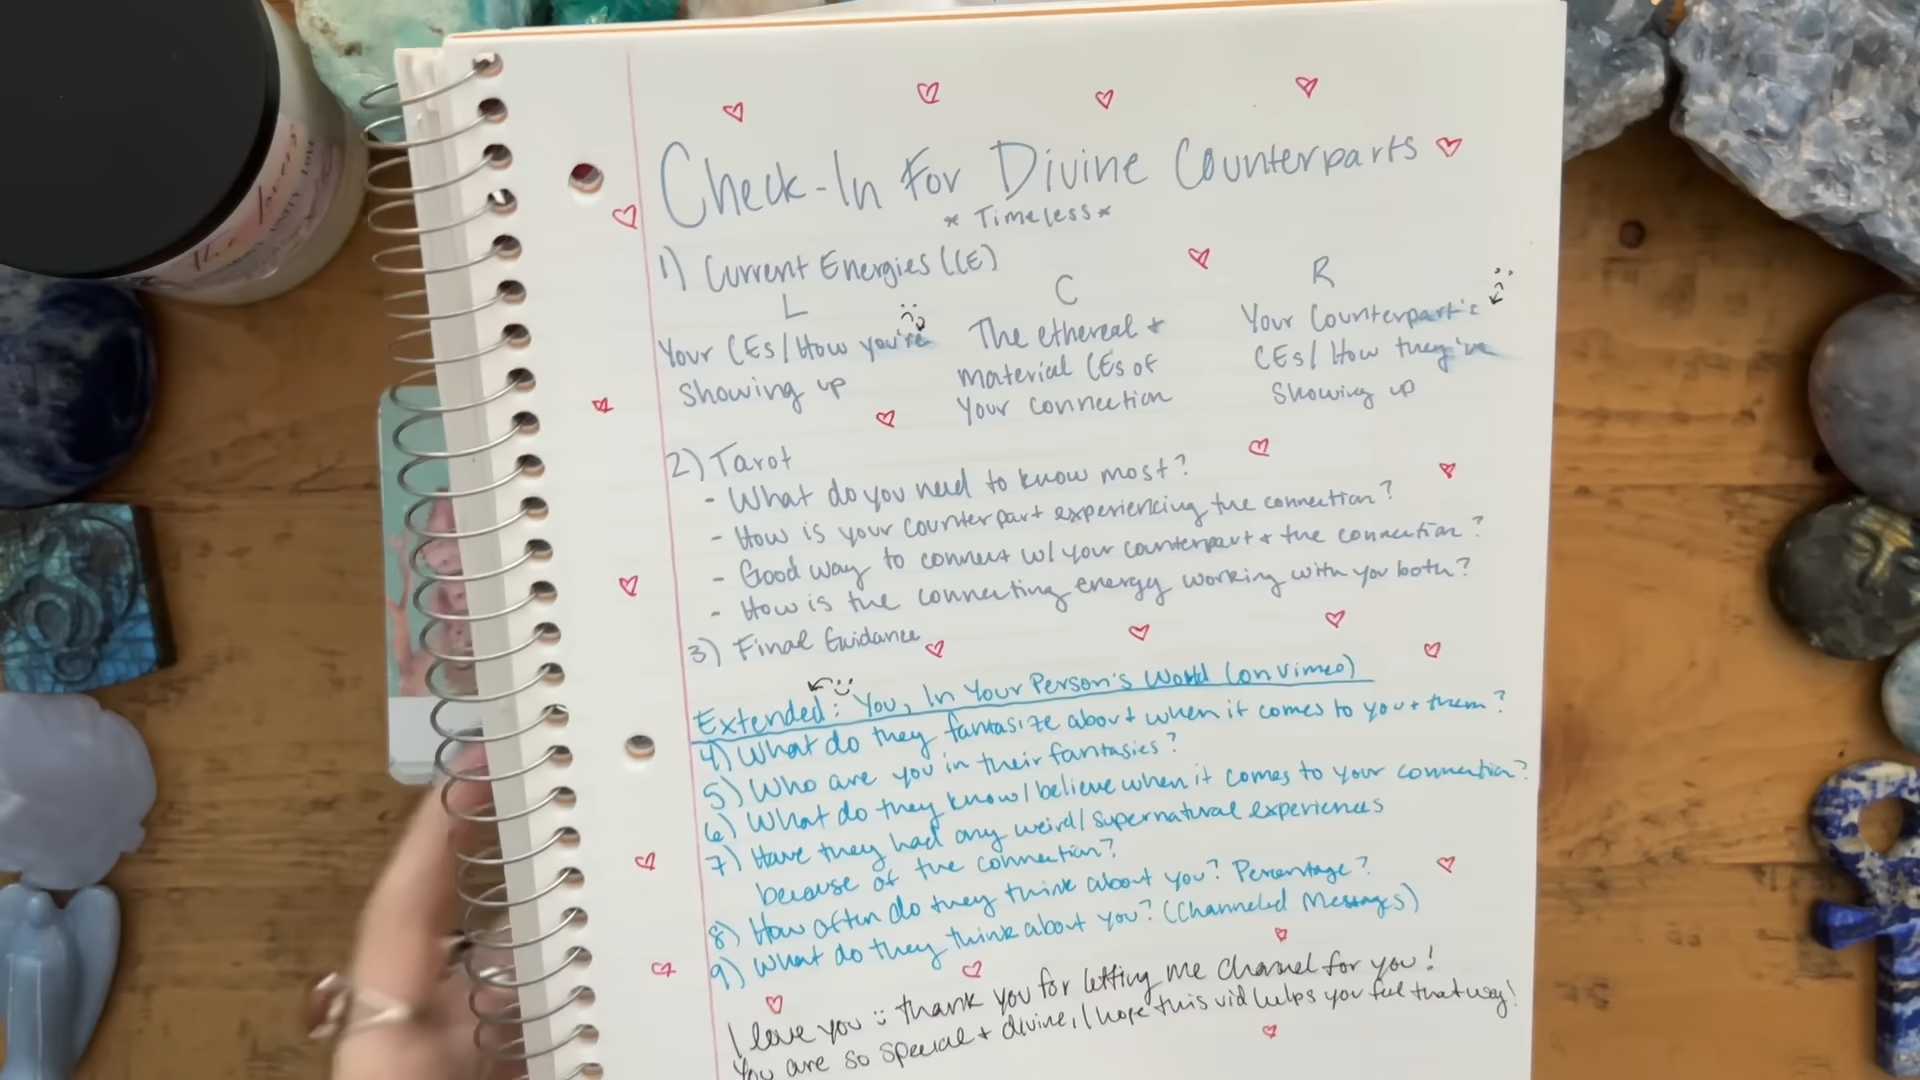 Check-In For Divine Counterparts
* Timeless *
1) Current Energies (CE)
L
Your CEs/How you're
showing up
C
The ethereal +
material CEs of
your connection
R
Your Counterpart's
CEs/How they're
showing up
2) Tarot
- What do you need to know most?
- How is your counterpart experiencing the connection?
- Good way to connect w/ your counterpart + the connection?
- How is the connecting energy working with you both?
3) Final Guidance
Extended: You, In Your Person's World (on Vimeo)
4) What do they fantasize about when it comes to you + them?
5) Who are you in their fantasies?
6) What do they know/believe when it comes to your connection?
7) Have they had any weird/supernatural experiences
because of the connection?
8) How often do they think about you? Percentage?
9) What do they think about you? (Channeled Messages)
I love you :) thank you for letting me channel for you!
You are so special + divine, I hope this vid helps you feel that way!
The Lovers